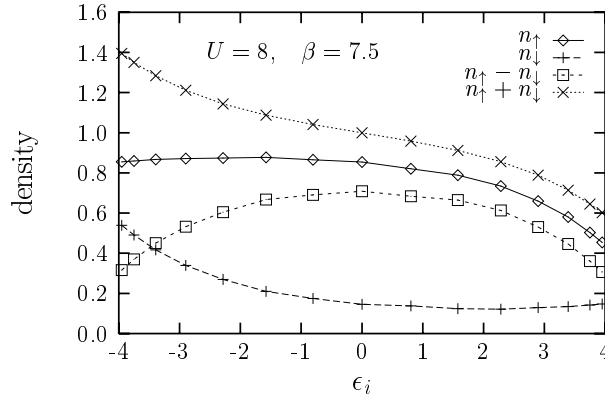 1.6
1.4
1.2
1.0
0.8
0.6
0.4
0.2
0.0
density
U = 8, β = 7.5
n↑
n↓
n↑ − n↓
n↑ + n↓
-4 -3 -2 -1 0 1 2 3 4
ϵi